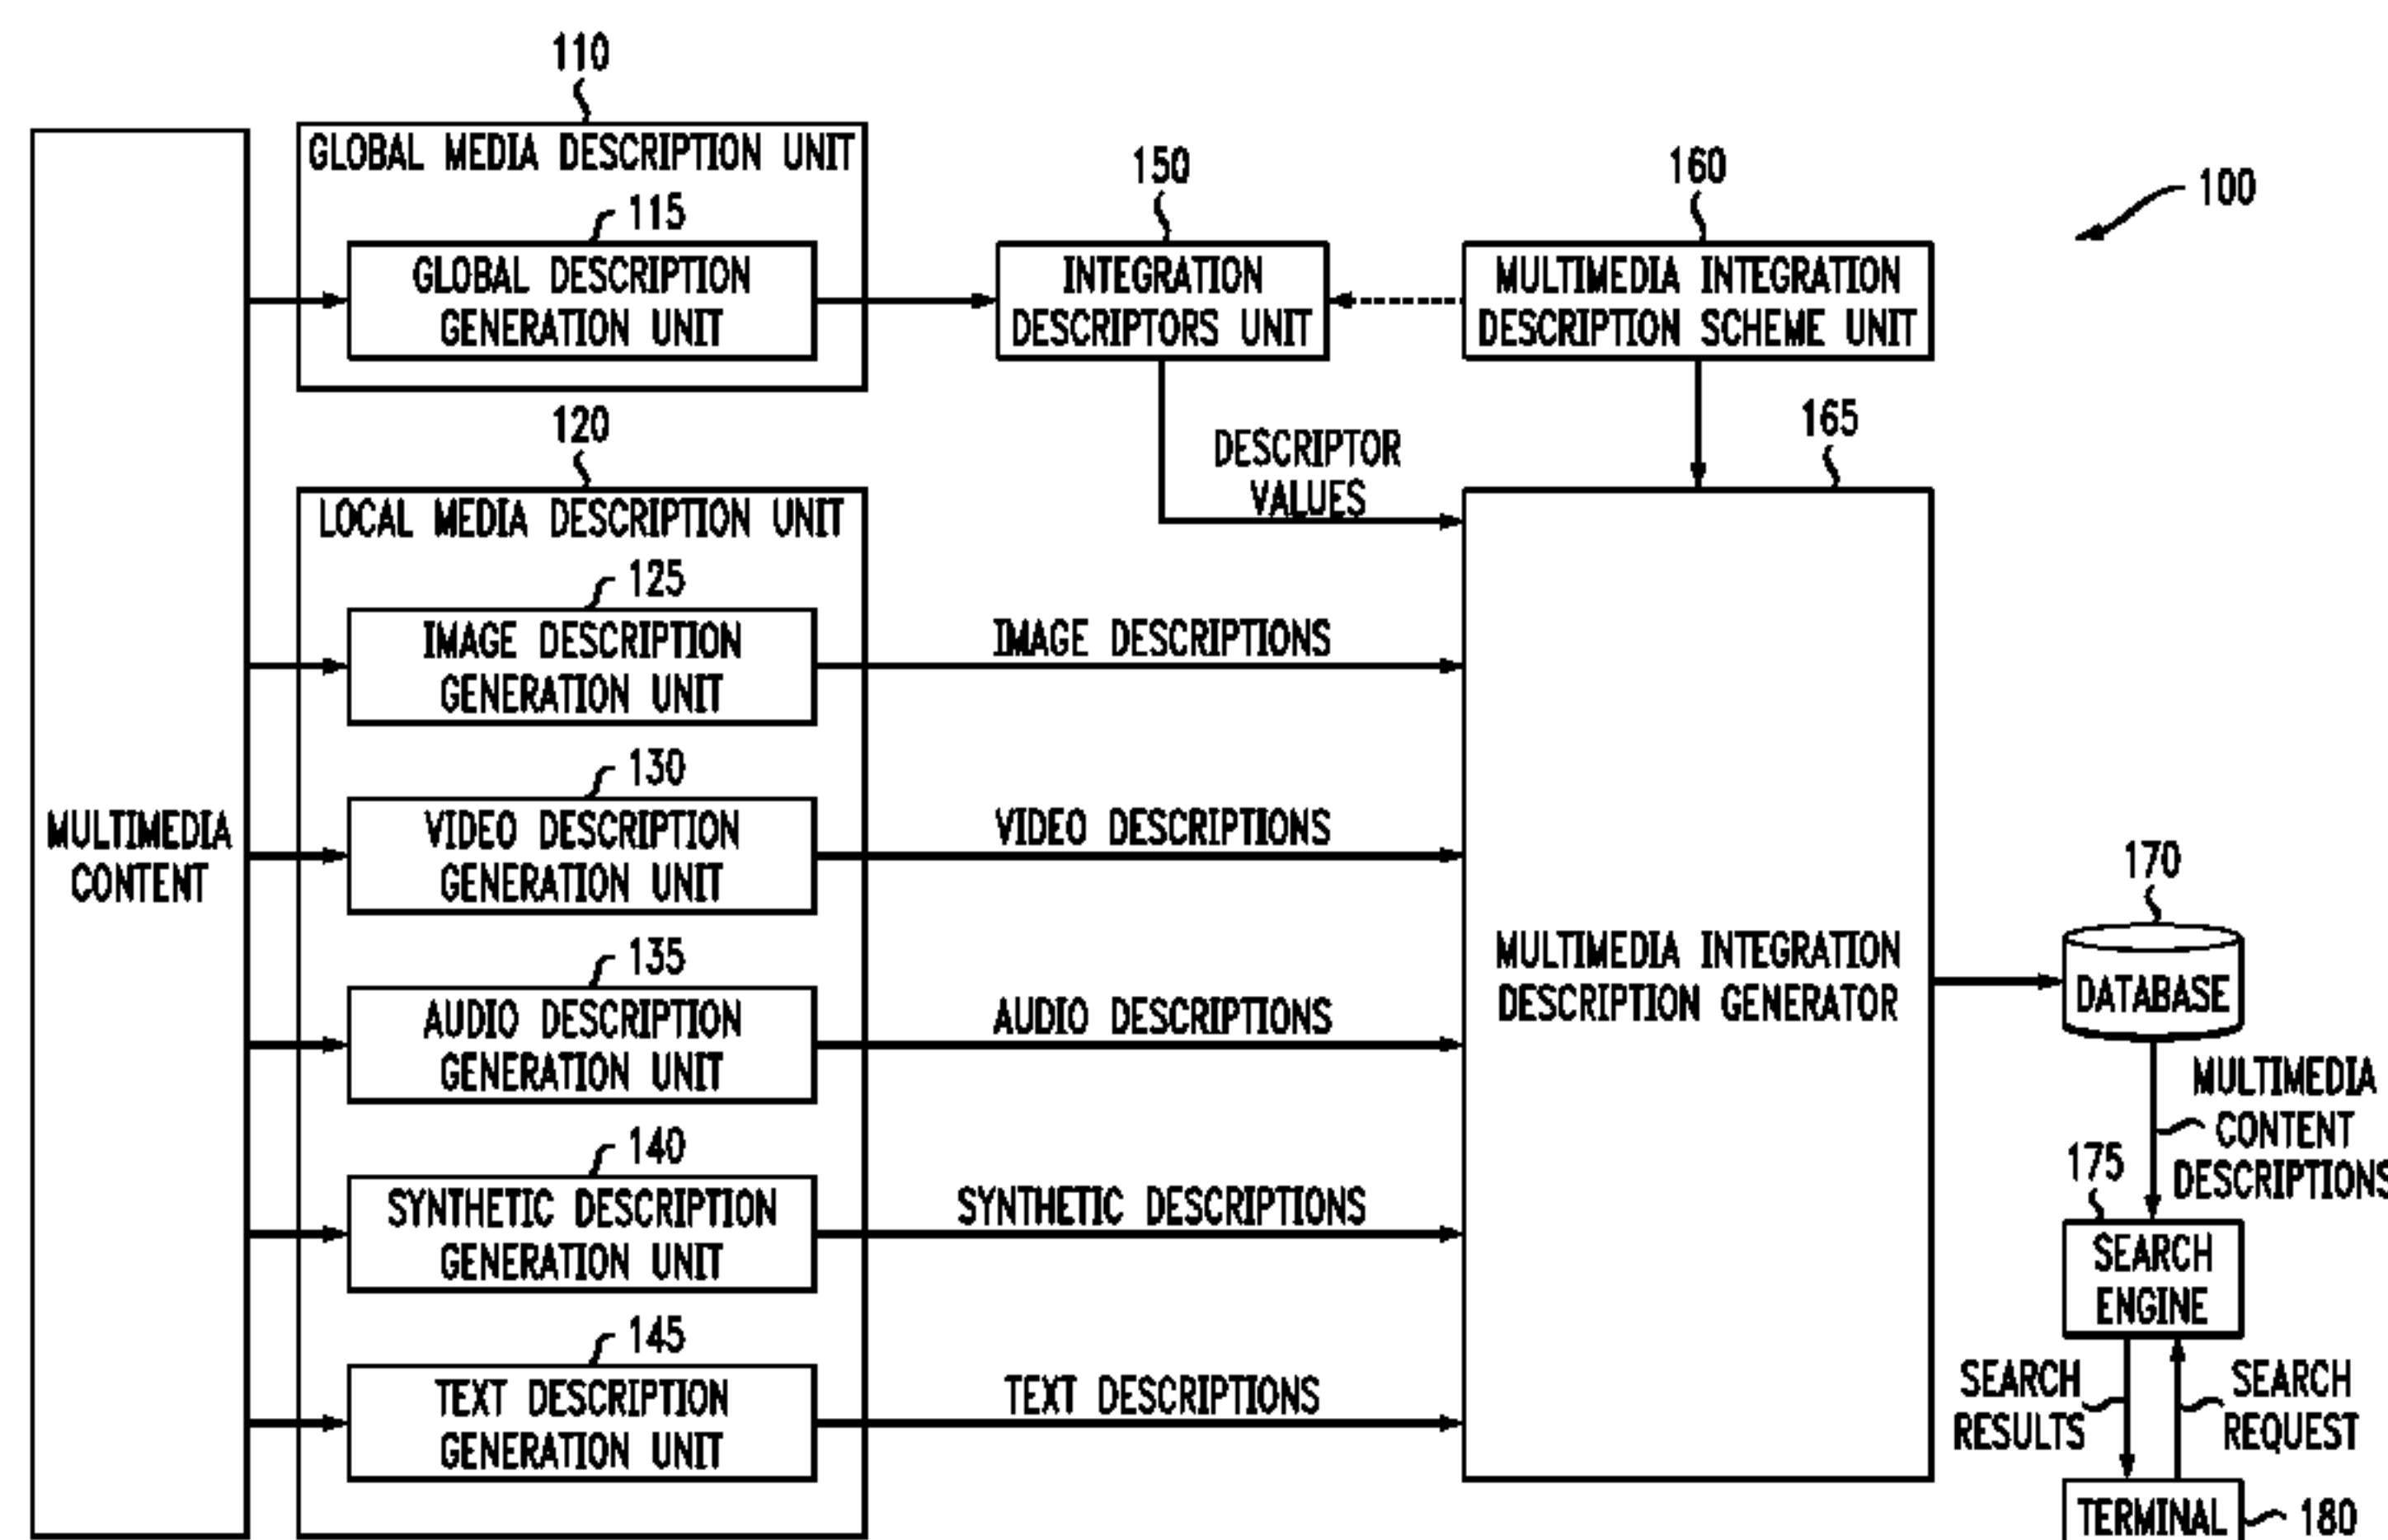 110
GLOBAL MEDIA DESCRIPTION UNIT
115
GLOBAL DESCRIPTION
GENERATION UNIT
150
INTEGRATION
DESCRIPTORS UNIT
160
MULTIMEDIA INTEGRATION
DESCRIPTION SCHEME UNIT
100
DESCRIPTOR
VALUES
165
120
LOCAL MEDIA DESCRIPTION UNIT
125
IMAGE DESCRIPTION
GENERATION UNIT
IMAGE DESCRIPTIONS
130
VIDEO DESCRIPTION
GENERATION UNIT
VIDEO DESCRIPTIONS
MULTIMEDIA
CONTENT
135
AUDIO DESCRIPTION
GENERATION UNIT
AUDIO DESCRIPTIONS
MULTIMEDIA INTEGRATION
DESCRIPTION GENERATOR
170
DATABASE
MULTIMEDIA
CONTENT
DESCRIPTIONS
140
SYNTHETIC DESCRIPTION
GENERATION UNIT
SYNTHETIC DESCRIPTIONS
175
SEARCH
ENGINE
145
TEXT DESCRIPTION
GENERATION UNIT
TEXT DESCRIPTIONS
SEARCH
RESULTS
SEARCH
REQUEST
TERMINAL
180